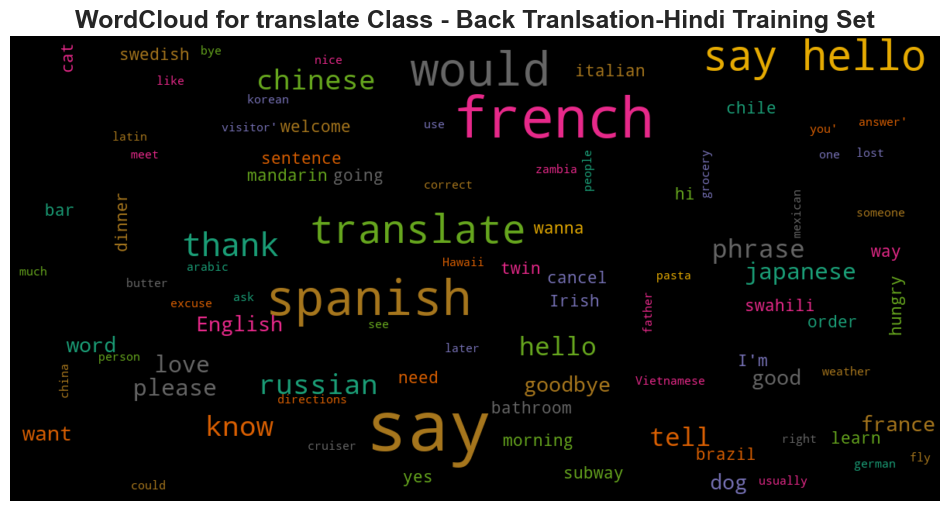 WordCloud for translate Class - Back Tranlsation-Hindi Training Set
cat
swedish
bye
nice
like
chinese
would
italian
say hello
korean
french
chile
latin
visitor'
welcome
use
you'
answer'
meet
sentence
mandarin
going
zambia
people
grocery
one
lost
correct
hi
bar
dinner
mexican
someone
thank
translate
wanna
phrase
way
much
arabic
Hawaii
twin
japanese
butter
cancel
pasta
hungry
excuse
ask
spanish
Irish
father
swahili
English
see
order
word
person
later
hello
I'm
china
love
please
russian
need
goodbye
Vietnamese
good
weather
directions
bathroom
want
know
say
morning
tell
right
learn
france
cruiser
brazil
german
fly
could
yes
subway
dog
usually